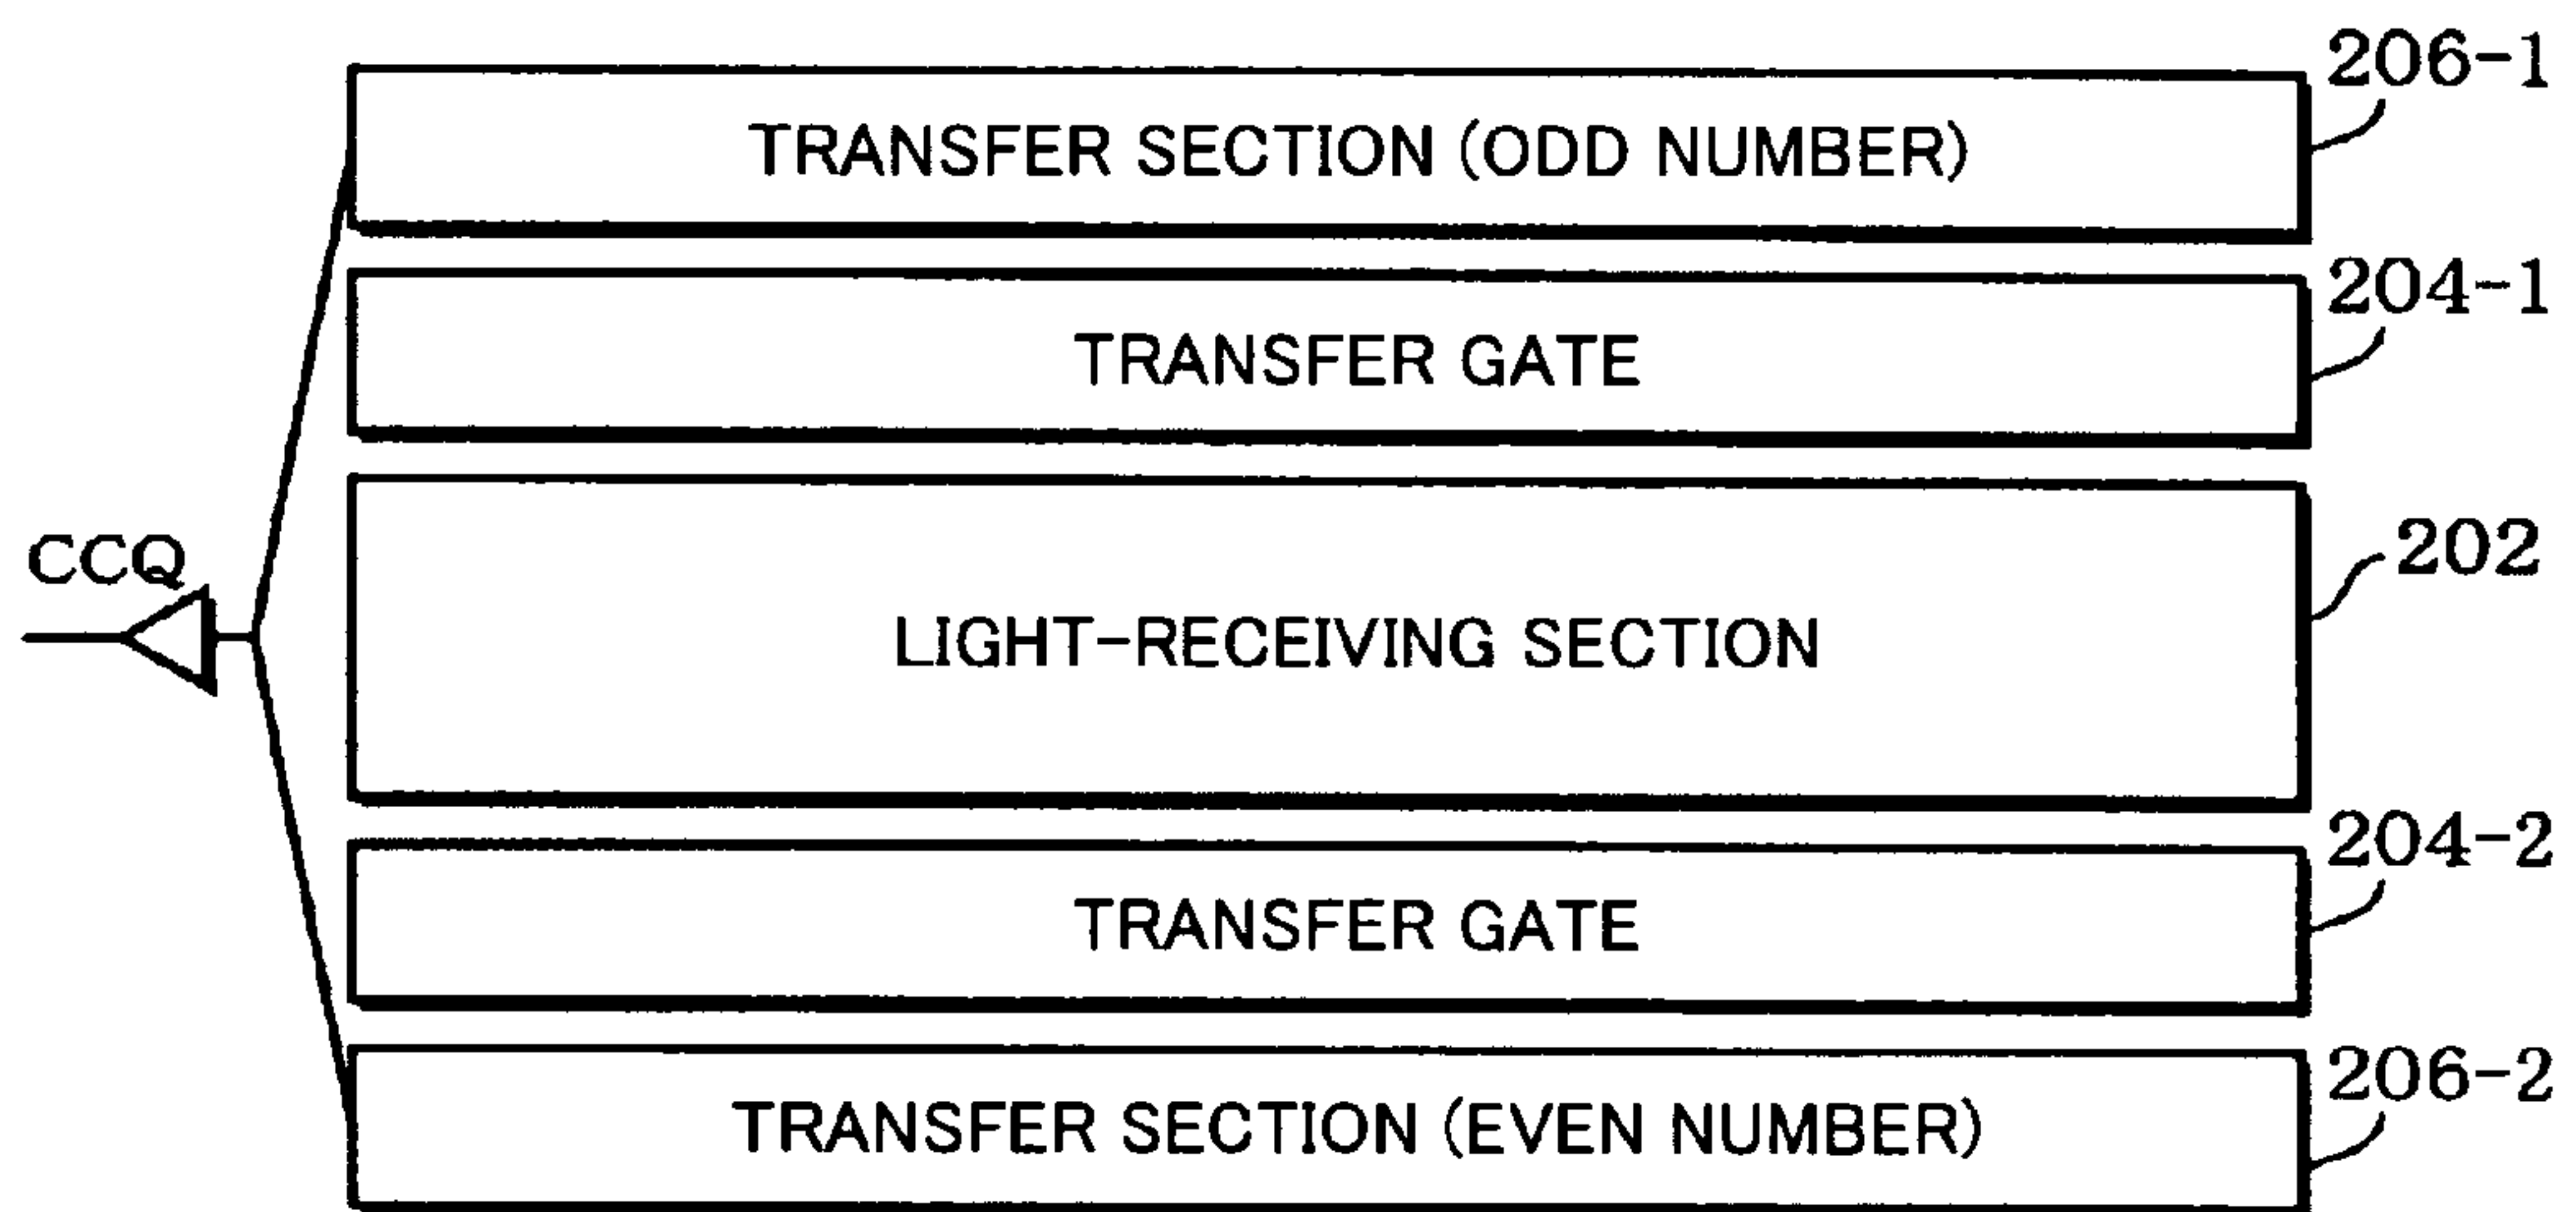 206-1
TRANSFER SECTION (ODD NUMBER)
204-1
TRANSFER GATE
CCQ
202
LIGHT-RECEIVING SECTION
204-2
TRANSFER GATE
206-2
TRANSFER SECTION (EVEN NUMBER)